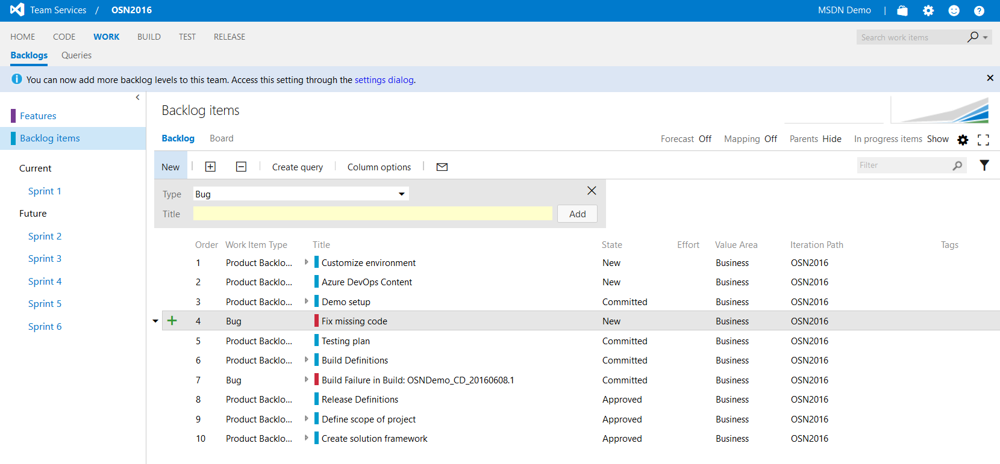 Team Services / OSN2016 MSDN Demo |
HOME CODE WORK BUILD TEST RELEASE Search work items
Backlogs Queries
You can now add more backlog levels to this team. Access this setting through the settings dialog.
Features
Backlog items
Current
Sprint 1
Future
Sprint 2
Sprint 3
Sprint 4
Sprint 5
Sprint 6
Backlog items
Backlog Board Forecast Off Mapping Off Parents Hide In progress items Show
New Create query Column options Filter
Type Bug
Title Add
Order Work Item Type Title State Effort Value Area Iteration Path Tags
1 Product Backlo... Customize environment New Business OSN2016
2 Product Backlo... Azure DevOps Content New Business OSN2016
3 Product Backlo... Demo setup Committed Business OSN2016
4 Bug Fix missing code New Business OSN2016
5 Product Backlo... Testing plan Committed Business OSN2016
6 Product Backlo... Build Definitions Committed Business OSN2016
7 Bug Build Failure in Build: OSNDemo_CD_20160608.1 Committed Business OSN2016
8 Product Backlo... Release Definitions Approved Business OSN2016
9 Product Backlo... Define scope of project Approved Business OSN2016
10 Product Backlo... Create solution framework Approved Business OSN2016